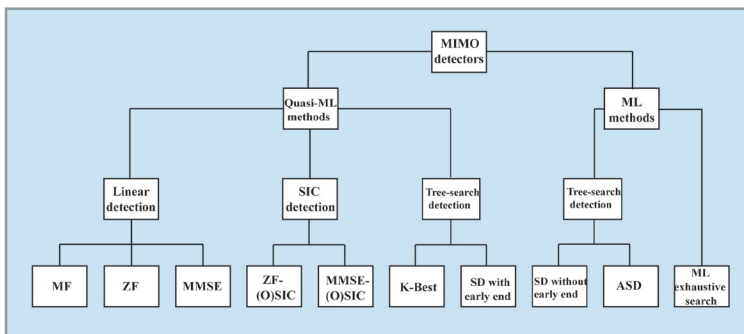 MIMO
detectors
Quasi-ML
methods
ML
methods
Linear
detection
SIC
detection
Tree-search
detection
Tree-search
detection
MF
ZF
MMSE
ZF-
(O)SIC
MMSE-
(O)SIC
K-Best
SD with
early end
SD without
early end
ASD
ML
exhaustive
search